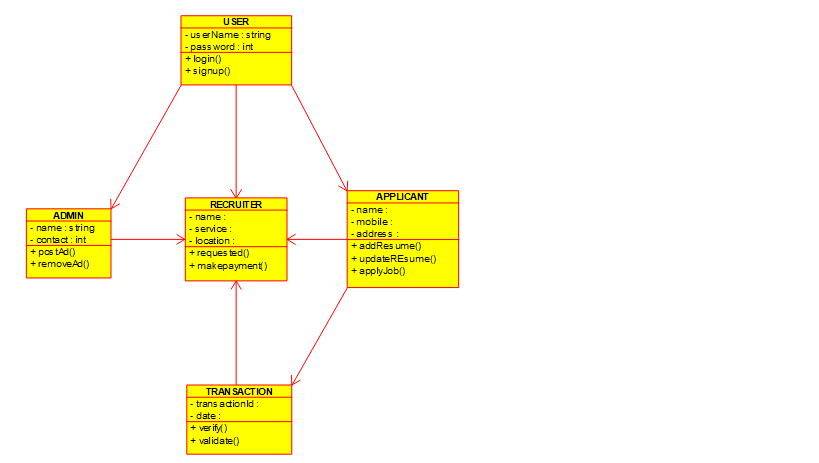 USER
- userName : string
- password : int
+ login()
+ signup()
ADMIN
- name : string
- contact : int
+ postAd()
+ removeAd()
RECRUITER
- name :
- service :
- location :
+ requested()
+ makepayment()
APPLICANT
- name :
- mobile :
- address :
+ addResume()
+ updateREsume()
+ applyJob()
TRANSACTION
- transactionId :
- date :
+ verify()
+ validate()